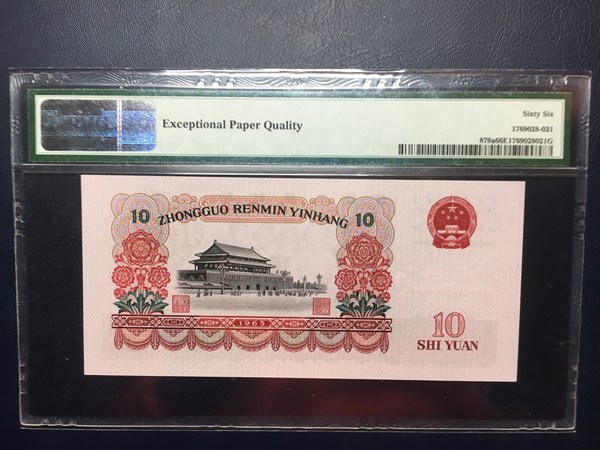 Exceptional Paper Quality
Sixty Six
1769028-021
879a66E1769028021G
10
ZHONGGUO RENMIN YINHANG
10
1965
10
SHI YUAN